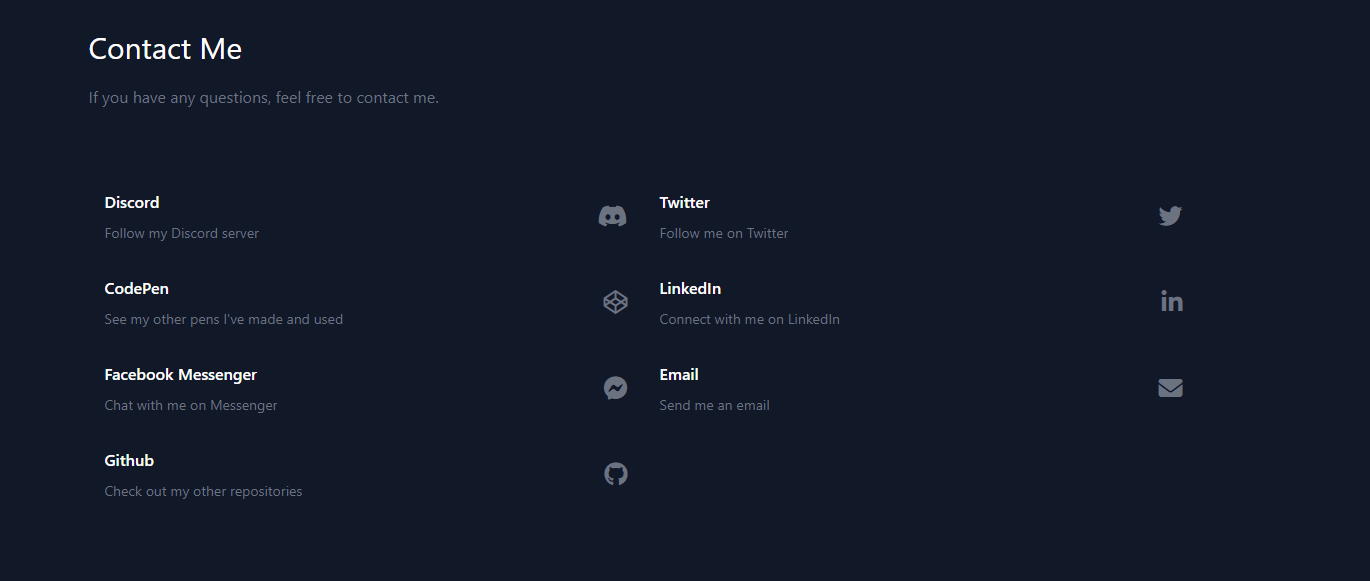 Contact Me
If you have any questions, feel free to contact me.
Discord
Follow my Discord server
Twitter
Follow me on Twitter
CodePen
See my other pens I've made and used
LinkedIn
Connect with me on LinkedIn
Facebook Messenger
Chat with me on Messenger
Email
Send me an email
Github
Check out my other repositories